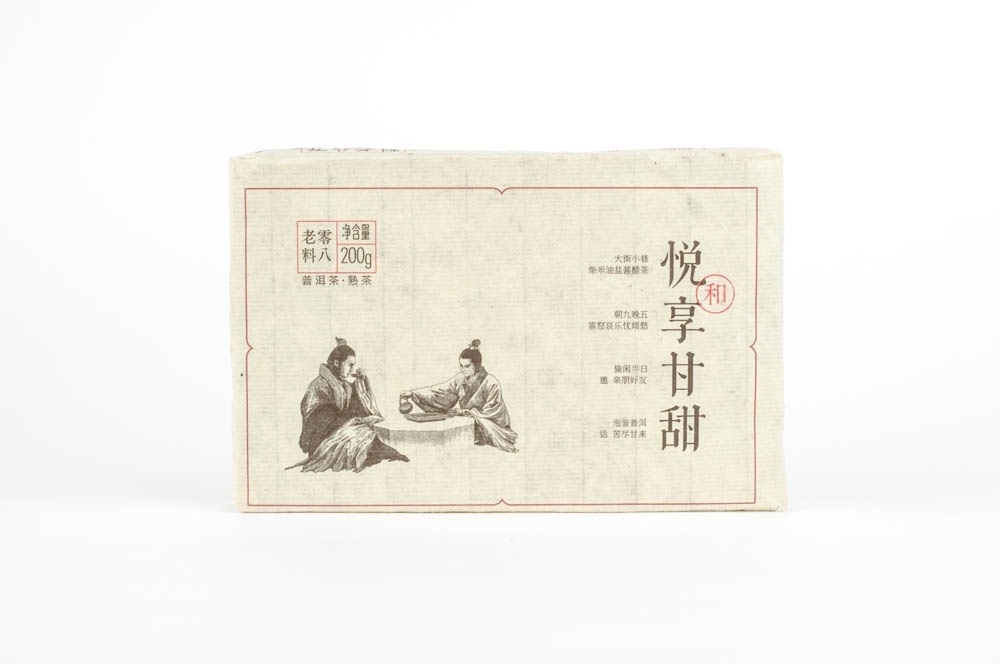 零八
老料
净含量
200g
普洱茶·熟茶
悦享甘甜
和
大街小巷
柴米油盐酱醋茶
朝九晚五
喜怒哀乐忧烦愁
偷闲半日
邀 亲朋好友
泡壶普洱
话 苦尽甘来